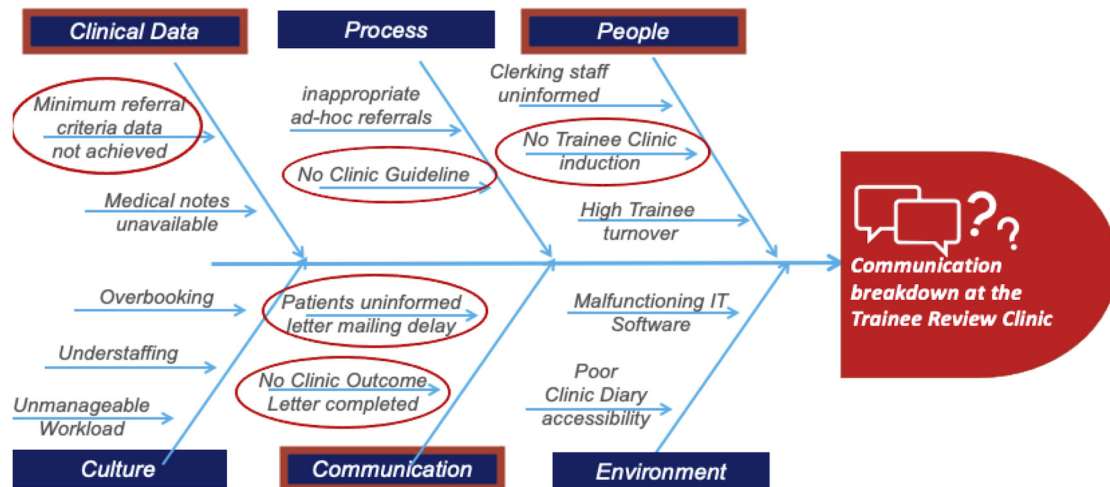 Clinical Data
Process
People
Minimum referral
criteria data
not achieved
Medical notes
unavailable
inappropriate
ad-hoc referrals
No Clinic Guideline
Clerking staff
uninformed
No Trainee Clinic
induction
High Trainee
turnover
??
Communication
breakdown at the
Trainee Review Clinic
Overbooking
Understaffing
Unmanageable
Workload
Patients uninformed
letter mailing delay
No Clinic Outcome
Letter completed
Malfunctioning IT
Software
Poor
Clinic Diary
accessibility
Culture
Communication
Environment